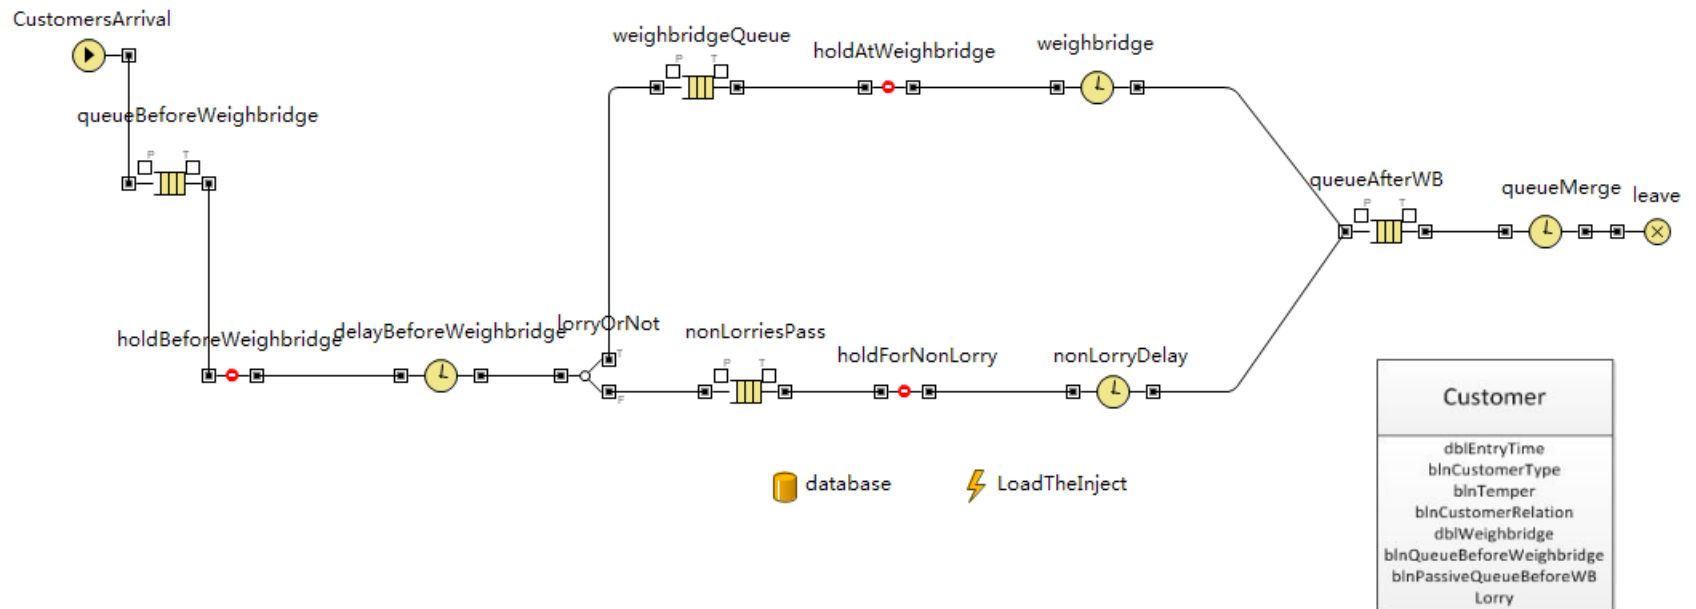 CustomersArrival
weighbridgeQueue
holdAtWeighbridge
weighbridge
P T
queueBeforeWeighbridge
P T
queueAfterWB
queueMerge
leave
P T
holdBeforeWeighbridge
delayBeforeWeighbridge
lorryOrNot
nonLorriesPass
holdForNonLorry
nonLorryDelay
T
P T
F
Customer
dblEntryTime
blnCustomerType
blnTemper
blnCustomerRelation
dblWeighbridge
blnQueueBeforeWeighbridge
blnPassiveQueueBeforeWB
Lorry
database
LoadTheInject